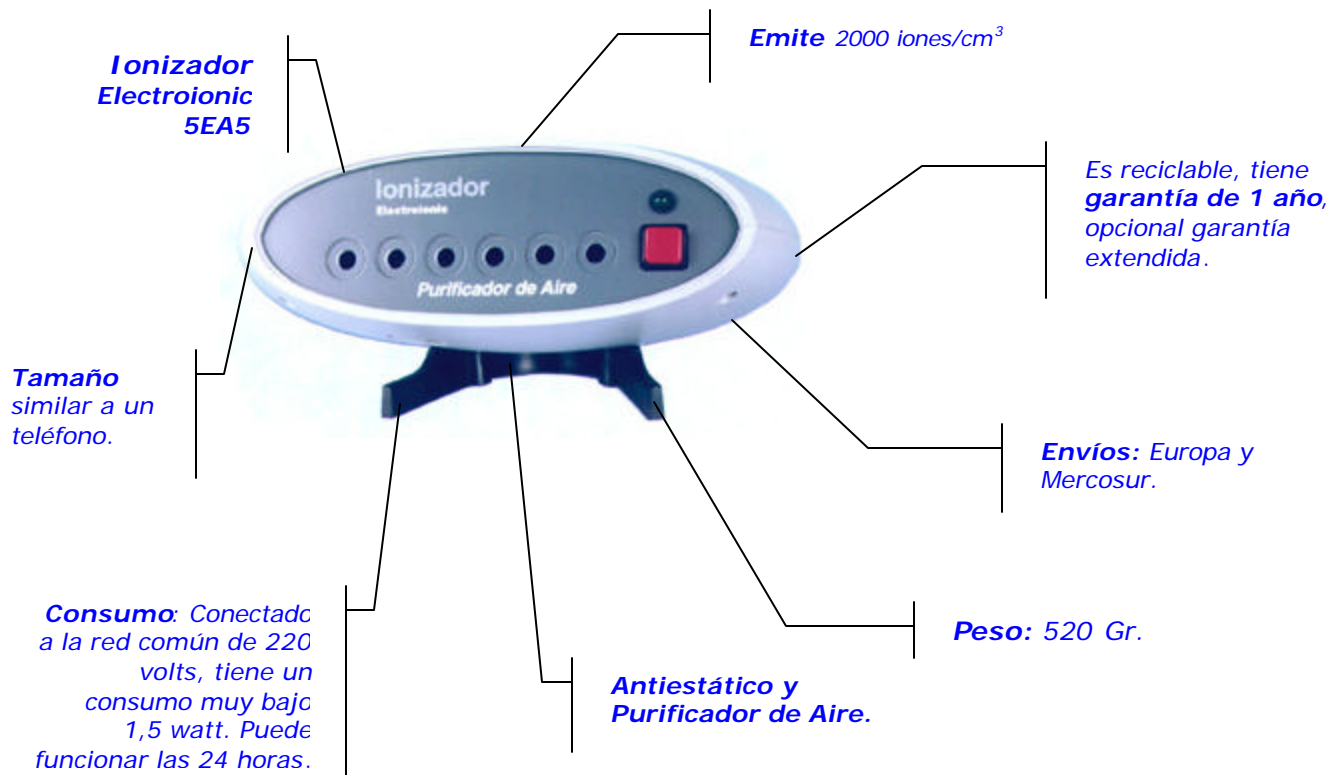 Emite 2000 iones/cm³
Ionizador
Electroionic
5EA5
Es reciclable, tiene
garantía de 1 año,
opcional garantía
extendida.
Ionizador
Electroionic
Purificador de Aire
Tamaño
similar a un
teléfono.
Envíos: Europa y
Mercosur.
Consumo: Conectado
a la red común de 220
volts, tiene un
consumo muy bajo
1,5 watt. Puede
funcionar las 24 horas.
Peso: 520 Gr.
Antiestático y
Purificador de Aire.